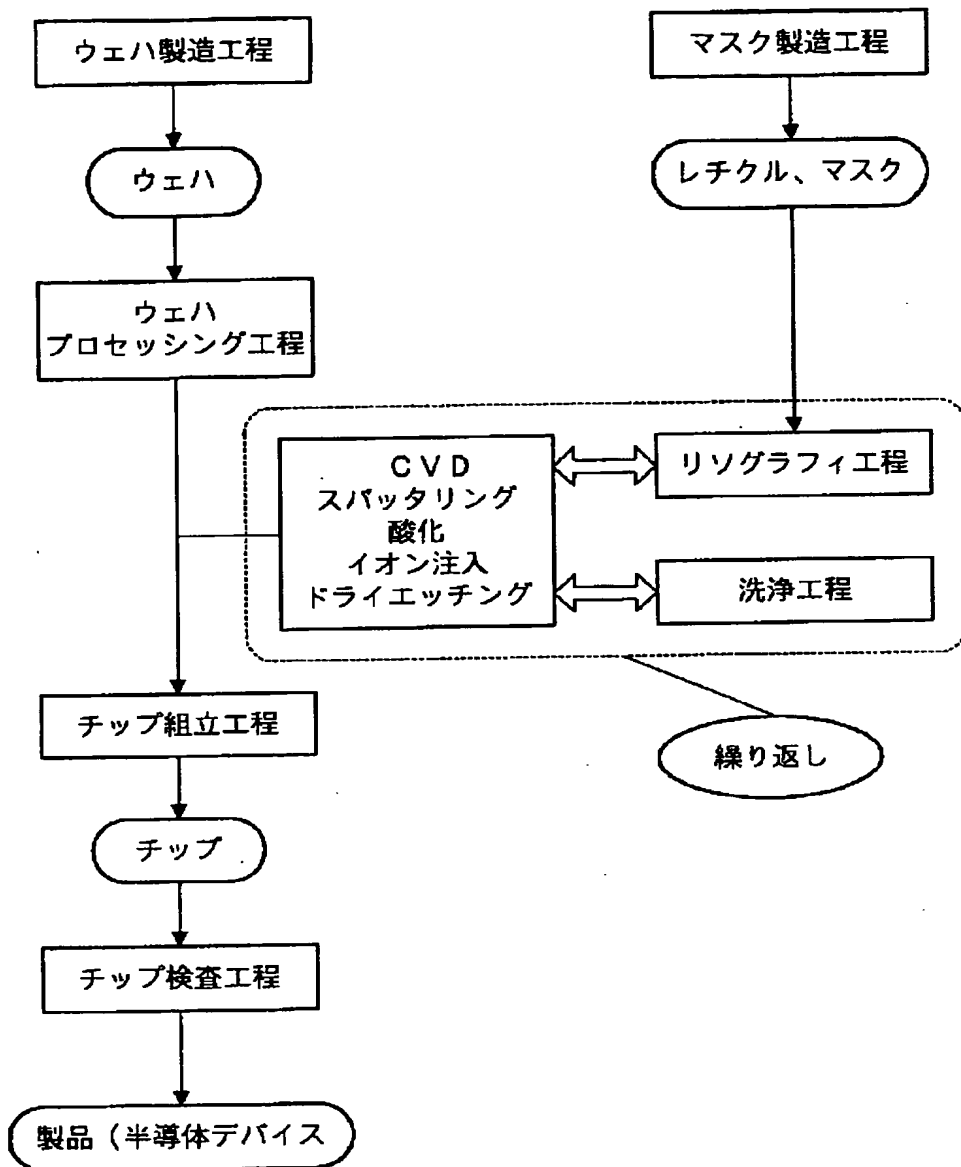 ウェハ製造工程
ウェハ
ウェハ
プロセッシング工程
マスク製造工程
レチクル、マスク
CVD
スパッタリング
酸化
イオン注入
ドライエッチング
リソグラフィ工程
洗浄工程
繰り返し
チップ組立工程
チップ
チップ検査工程
製品（半導体デバイス